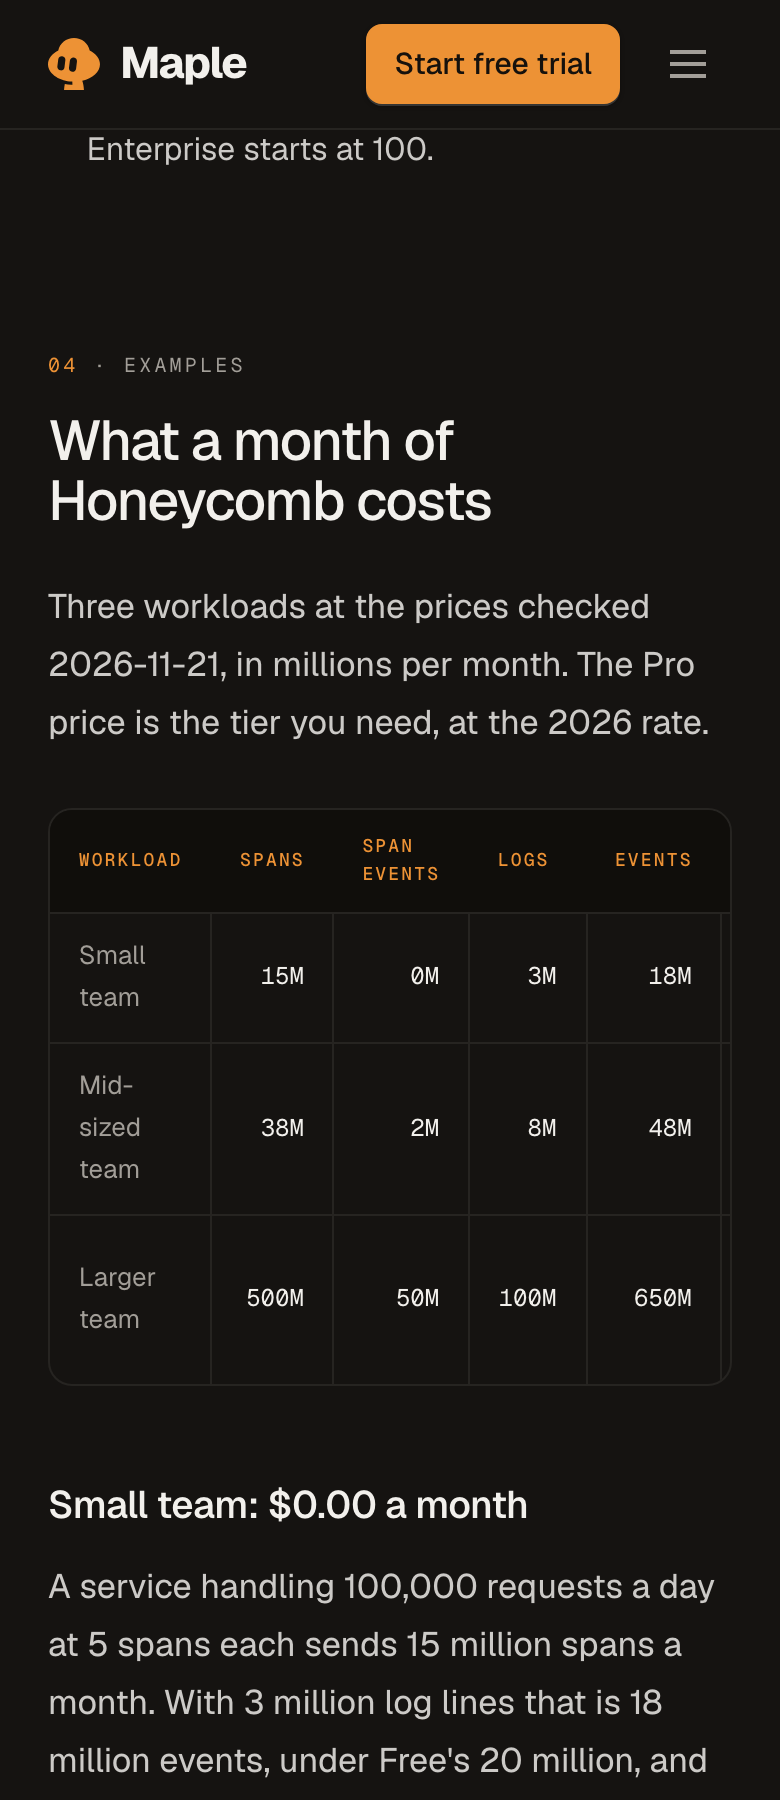 Maple
Start free trial
Enterprise starts at 100.
04 · EXAMPLES
What a month of
Honeycomb costs
Three workloads at the prices checked
2026-11-21, in millions per month. The Pro
price is the tier you need, at the 2026 rate.
WORKLOAD SPANS SPAN EVENTS LOGS EVENTS
Small team 15M 0M 3M 18M
Mid-sized team 38M 2M 8M 48M
Larger team 500M 50M 100M 650M
Small team: $0.00 a month
A service handling 100,000 requests a day
at 5 spans each sends 15 million spans a
month. With 3 million log lines that is 18
million events, under Free's 20 million, and